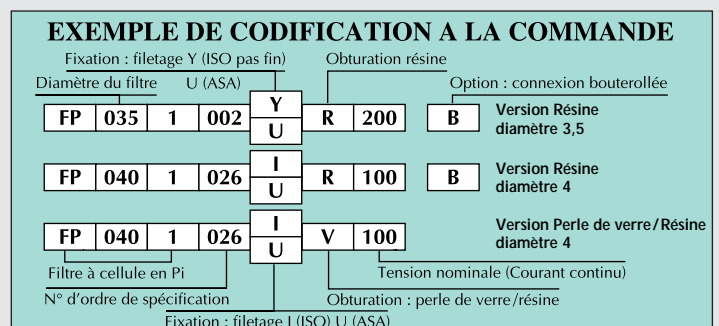 EXEMPLE DE CODIFICATION A LA COMMANDE
Fixation : filetage Y (ISO pas fin) Obturation résine
Diamètre du filtre U (ASA) Option : connexion bouterollée
FP 035 1 002 Y U R 200 B Version Résine
diamètre 3,5
FP 040 1 026 I U R 100 B Version Résine
diamètre 4
FP 040 1 026 I U V 100 Version Perle de verre/Résine
diamètre 4
Filtre à cellule en Pi Tension nominale (Courant continu)
N° d'ordre de spécification Obturation : perle de verre/résine
Fixation : filetage I (ISO) U (ASA)